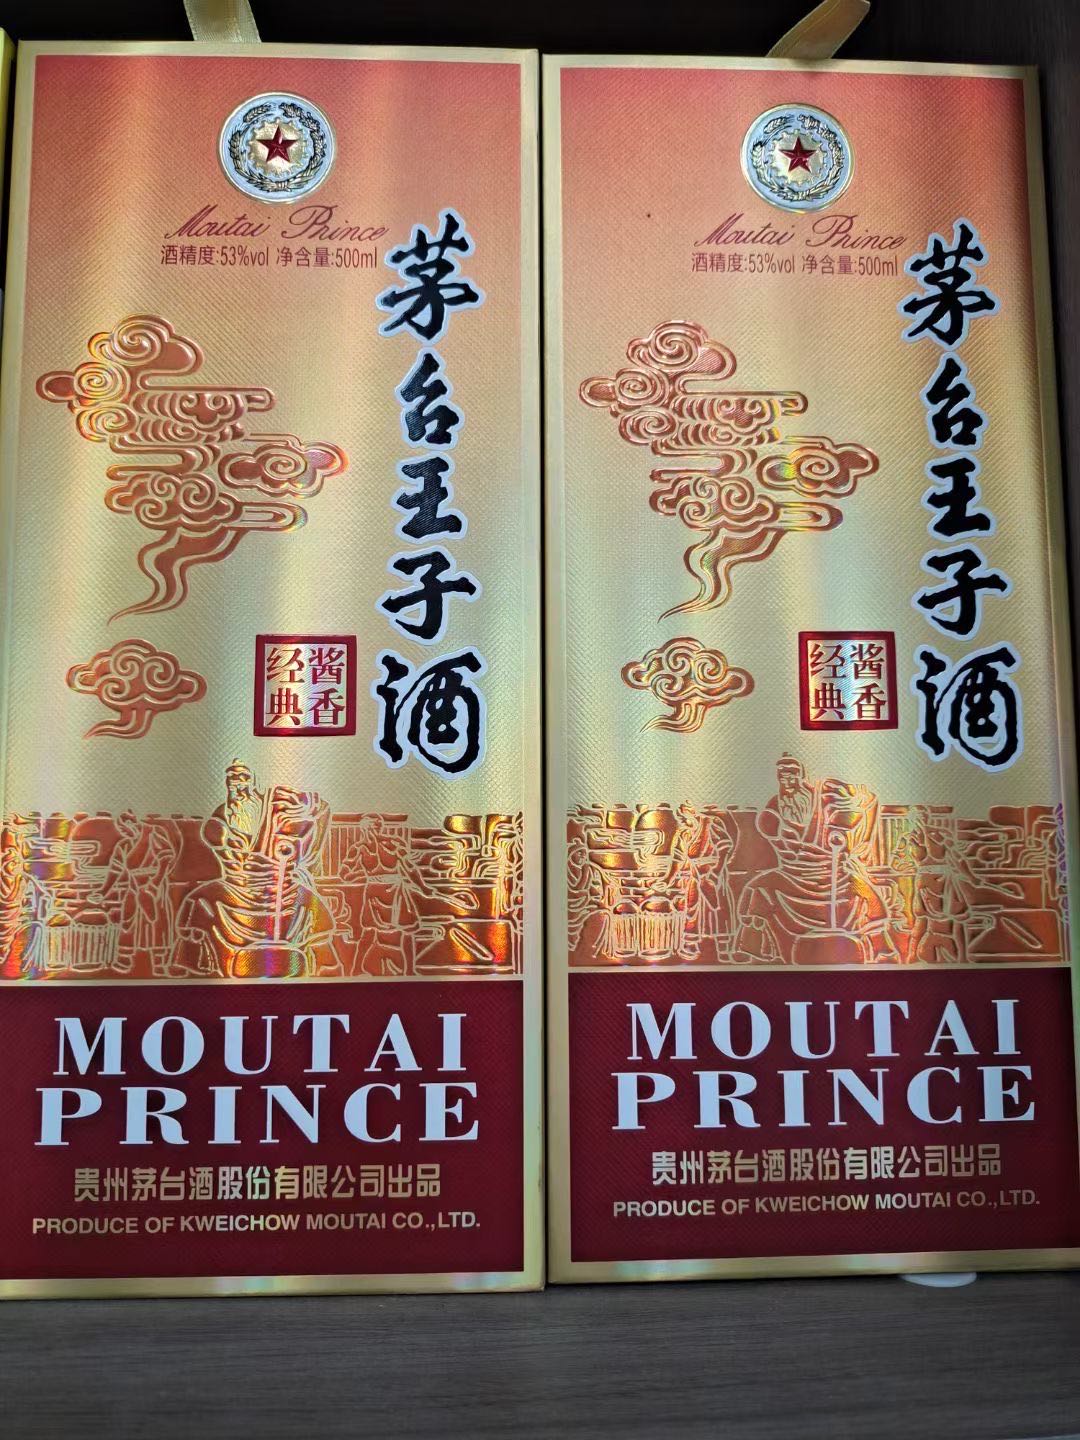 Moutai Prince
酒精度:53%vol 净含量:500ml
茅台王子酒
酱香
经典
MOUTAI
PRINCE
贵州茅台酒股份有限公司出品
PRODUCE OF KWEICHOW MOUTAI CO.,LTD.
Moutai Prince
酒精度:53%vol 净含量:500ml
茅台王子酒
酱香
经典
MOUTAI
PRINCE
贵州茅台酒股份有限公司出品
PRODUCE OF KWEICHOW MOUTAI CO.,LTD.